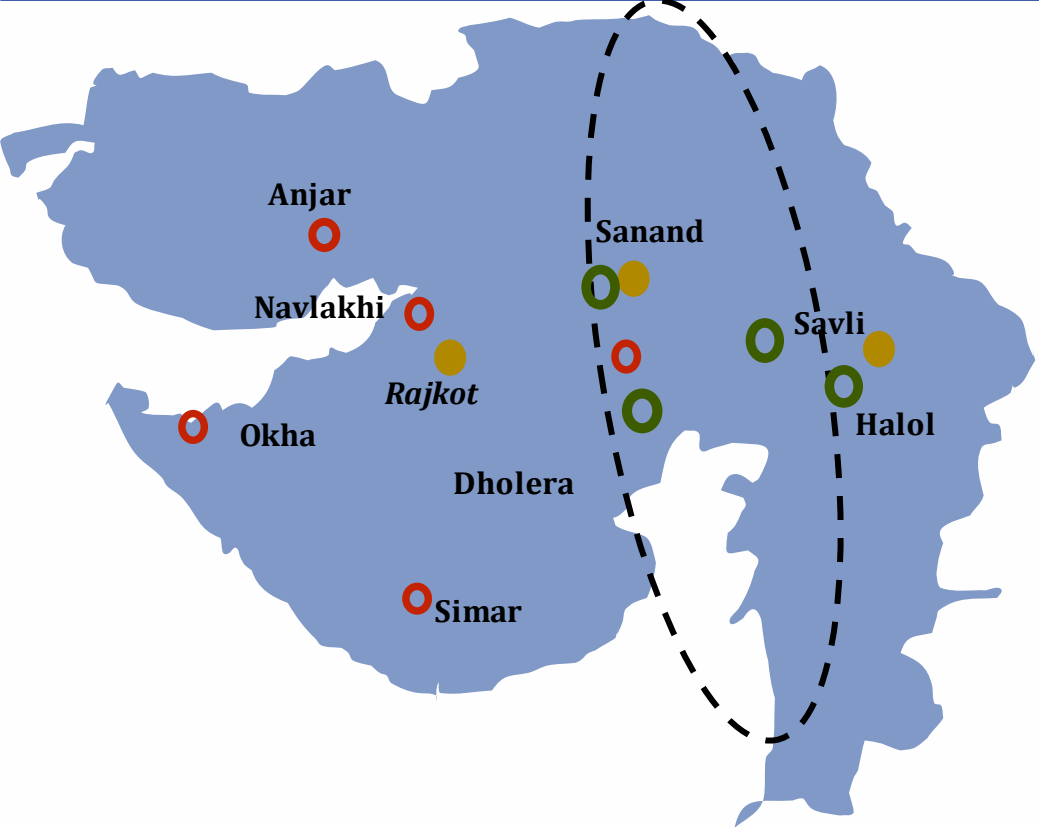 Anjar
Sanand
Navlakhi
Savli
Rajkot
Halol
Okha
Dholera
Simar